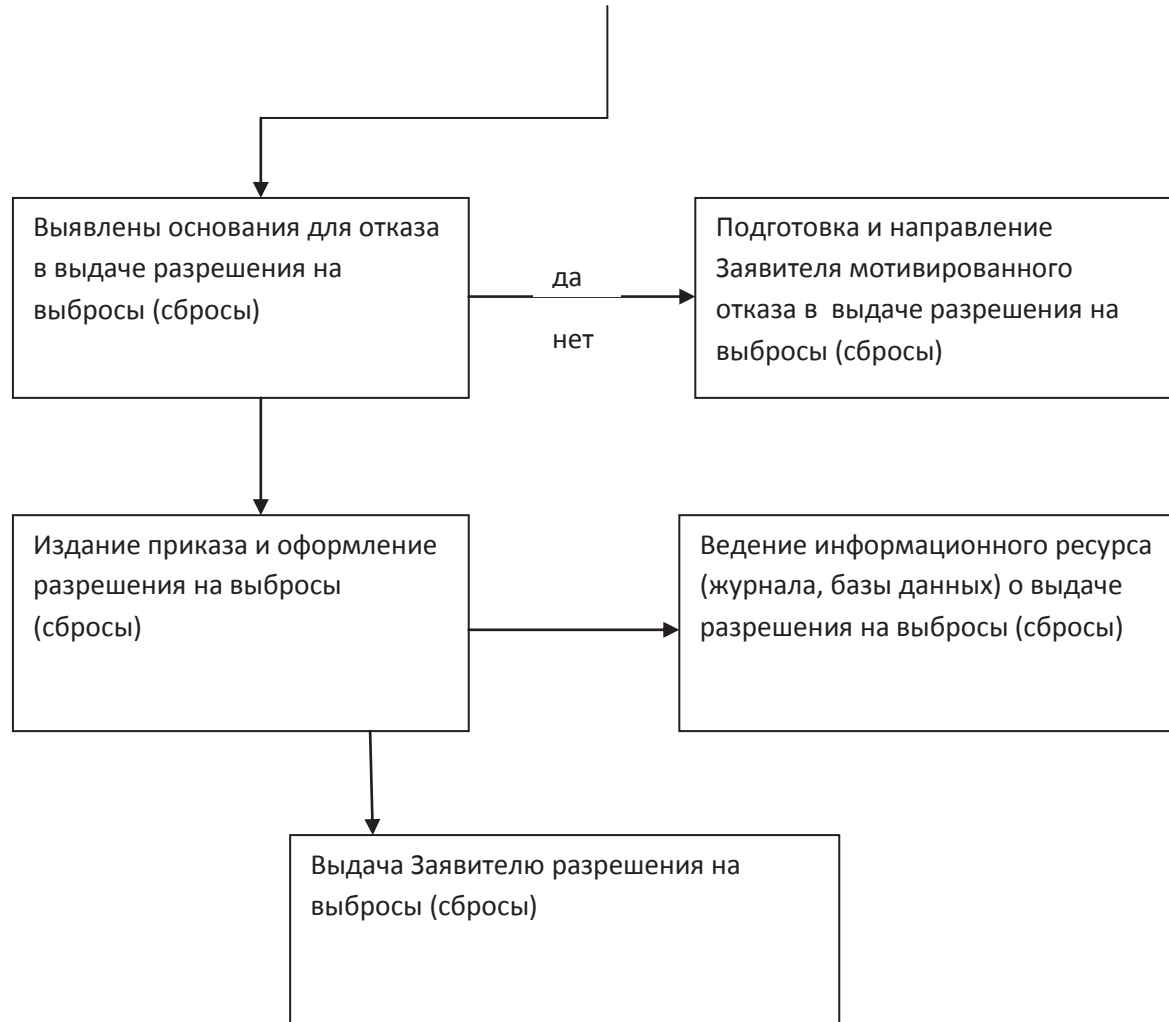 Выявлены основания для отказа
в выдаче разрешения на
выбросы (сбросы)
да
нет
Подготовка и направление
Заявителя мотивированного
отказа в  выдаче разрешения на
выбросы (сбросы)
Издание приказа и оформление
разрешения на выбросы
(сбросы)
Ведение информационного ресурса
(журнала, базы данных) о выдаче
разрешения на выбросы (сбросы)
Выдача Заявителю разрешения на
выбросы (сбросы)